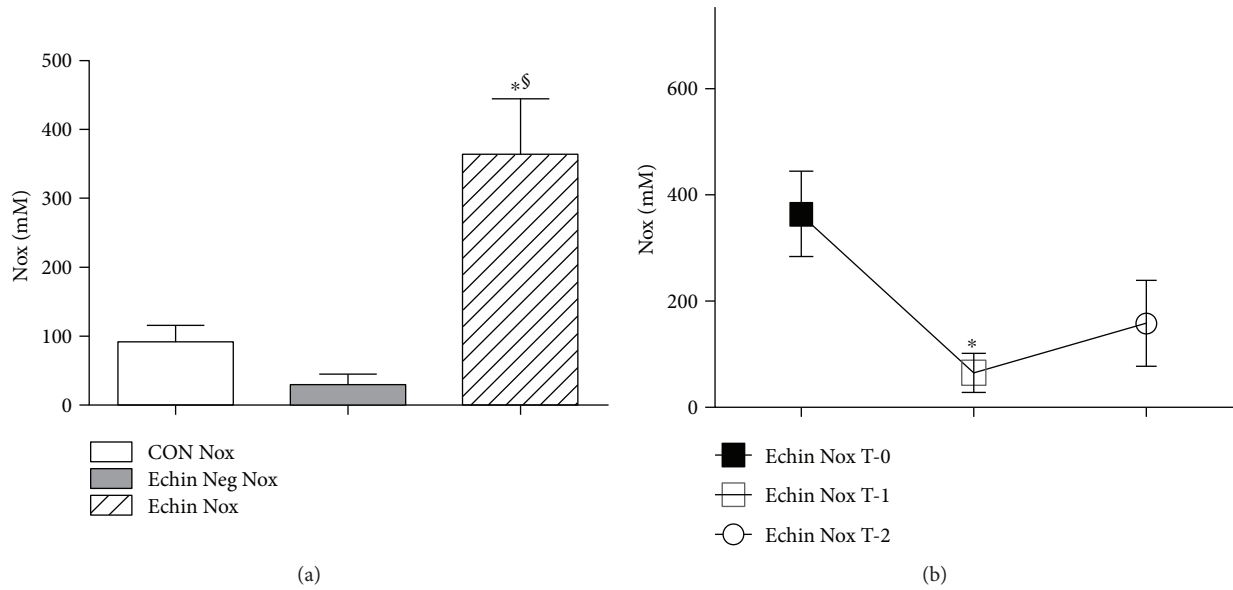 500
400
300
200
100
0
Nox (mM)
*§
CON Nox
Echin Neg Nox
Echin Nox
(a)
600
400
200
0
Nox (mM)
*
Echin Nox T-0
Echin Nox T-1
Echin Nox T-2
(b)